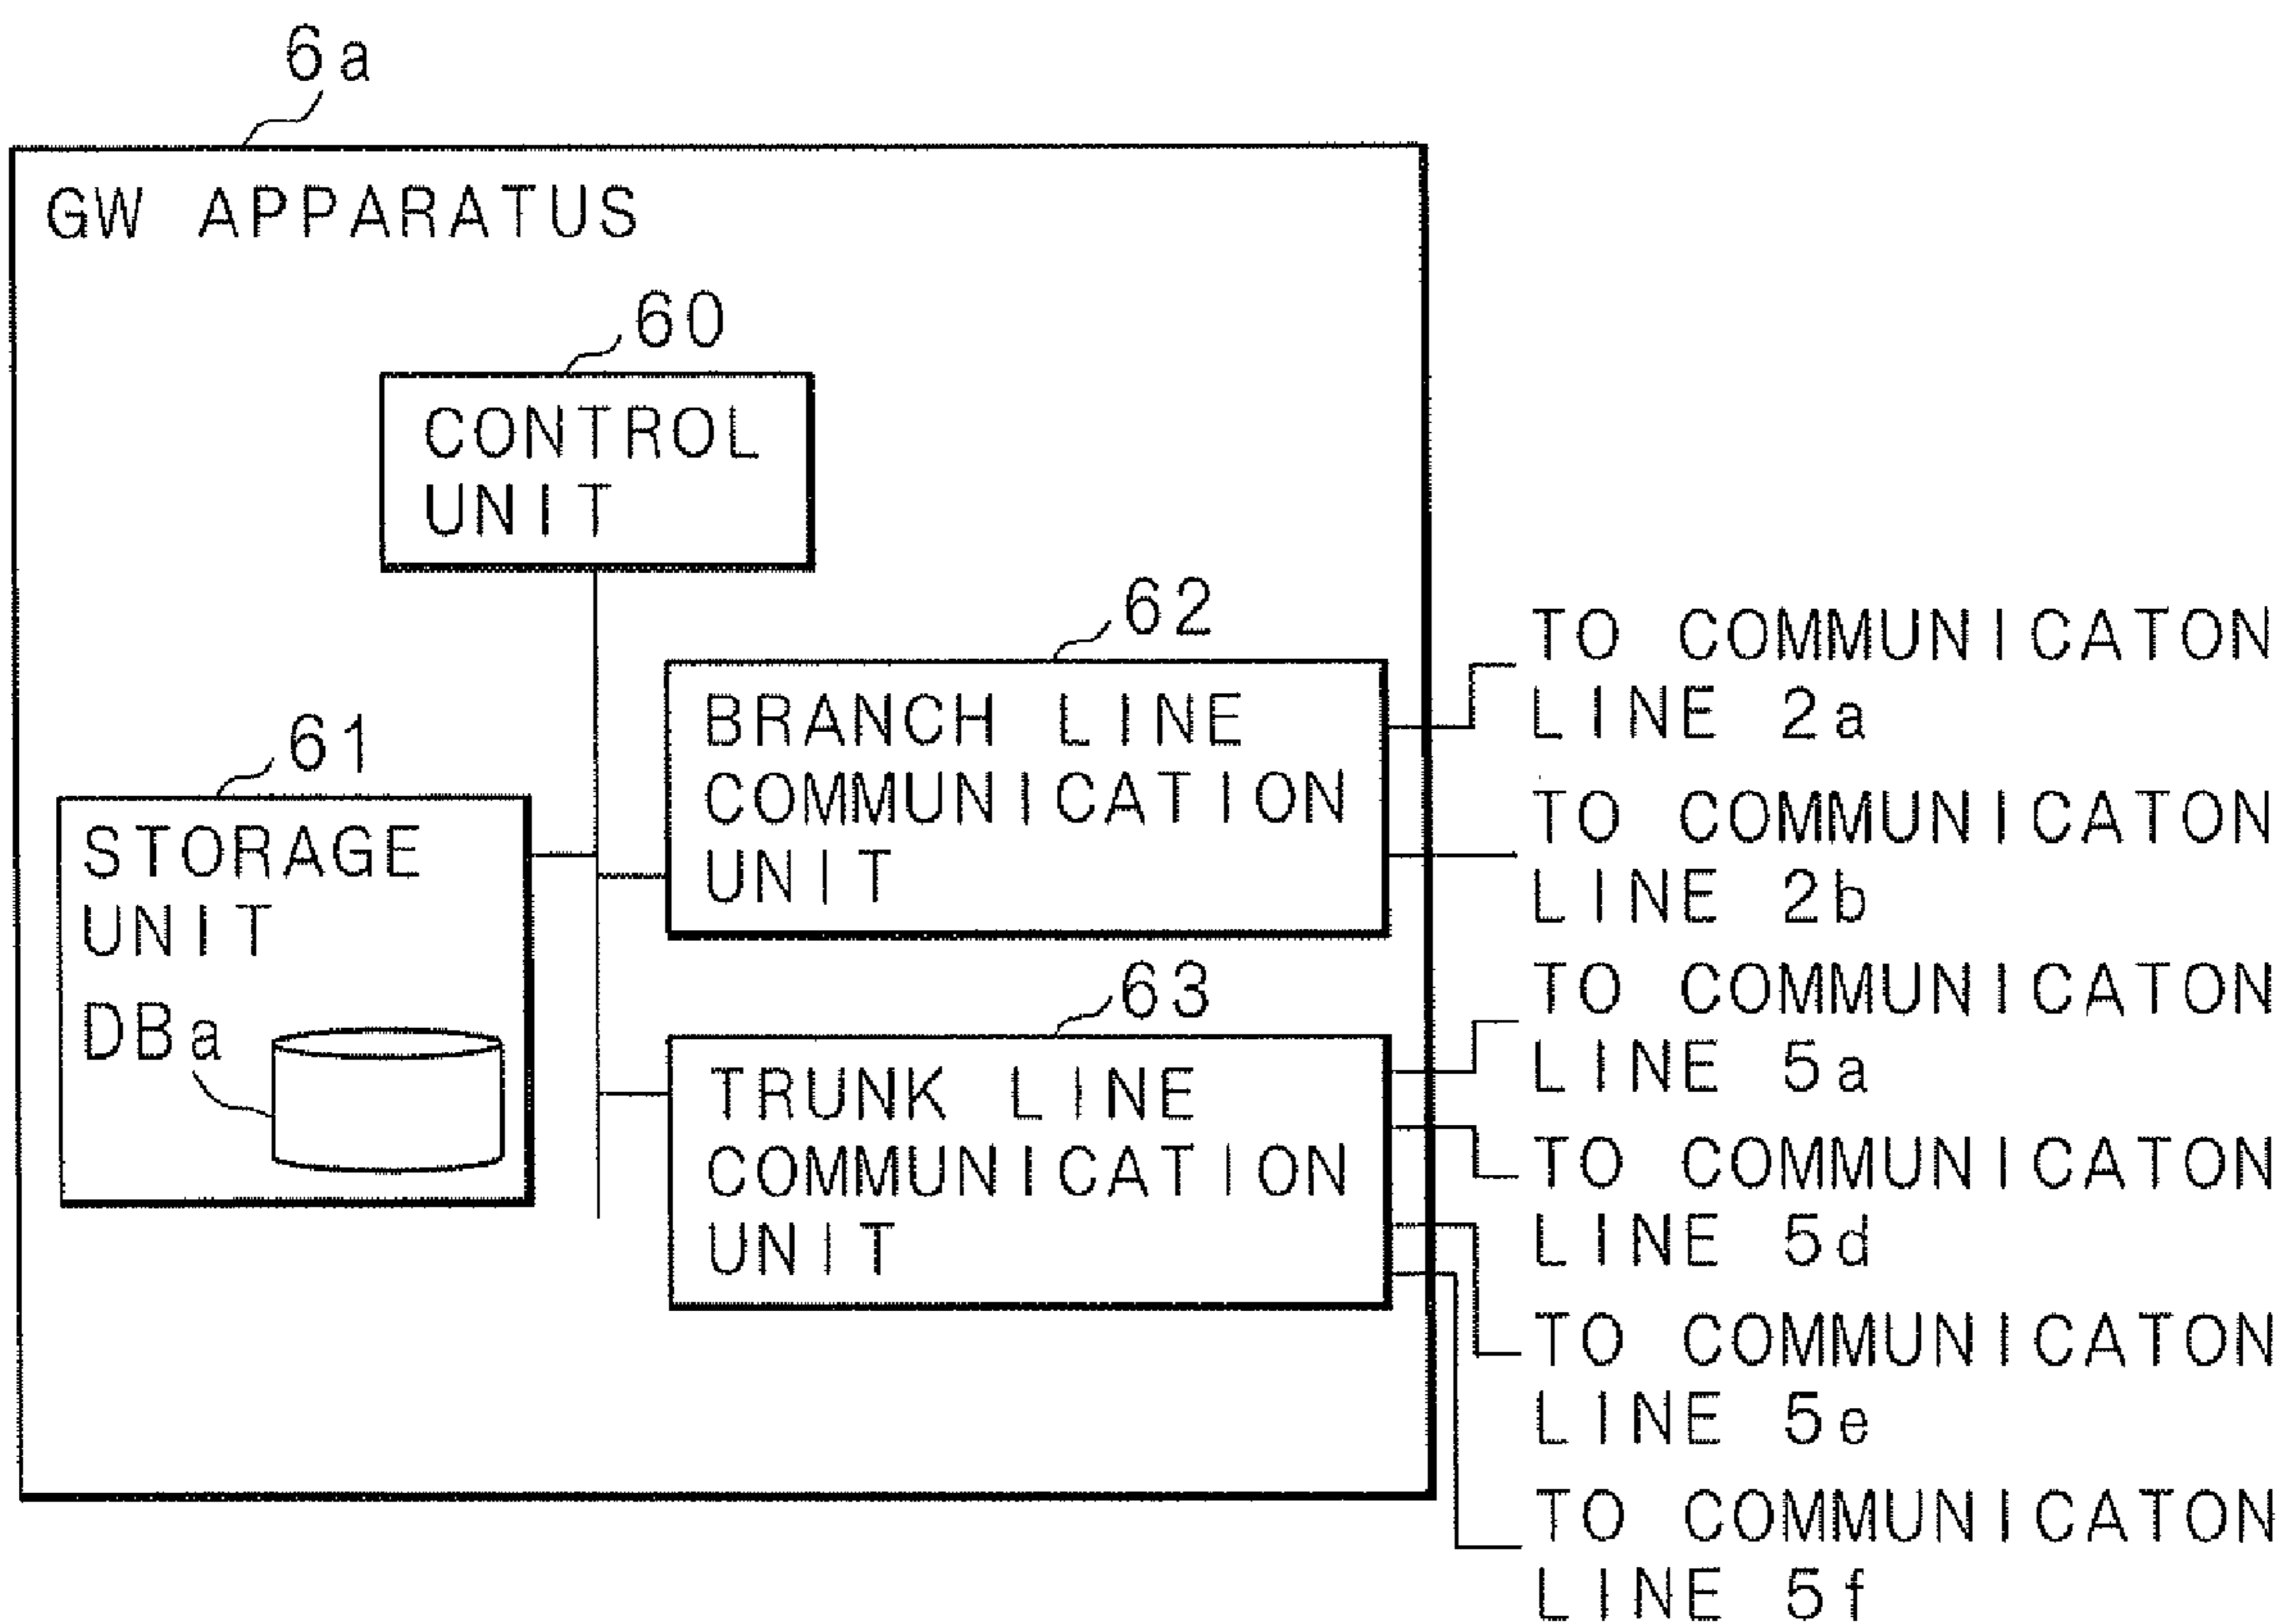 6a
GW APPARATUS
60
CONTROL
UNIT
62
BRANCH LINE
COMMUNICATION
UNIT
61
STORAGE
UNIT
DBa
63
TRUNK LINE
COMMUNICATION
UNIT
TO COMMUNICATON
LINE 2a
TO COMMUNICATON
LINE 2b
TO COMMUNICATON
LINE 5a
TO COMMUNICATON
LINE 5d
TO COMMUNICATON
LINE 5e
TO COMMUNICATON
LINE 5f